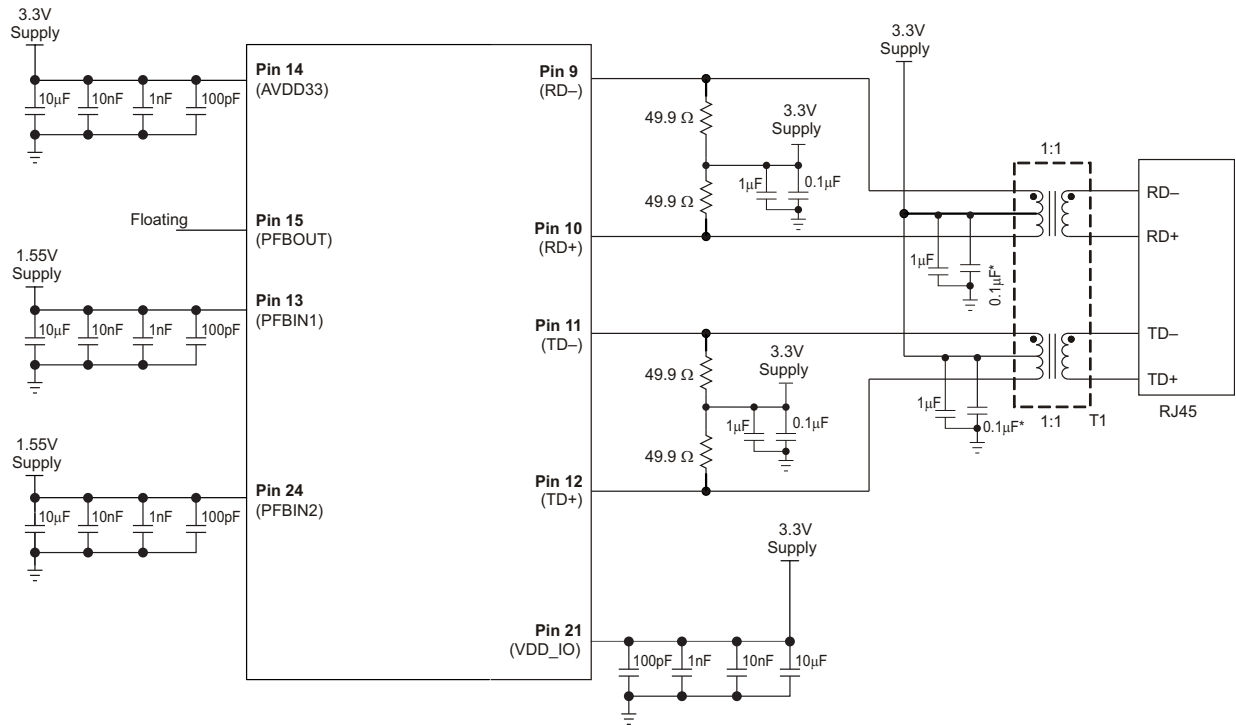 3.3V
Supply
10μF
10nF
1nF
100pF
Pin 14
(AVDD33)
Floating
Pin 15
(PFBOUT)
1.55V
Supply
10μF
10nF
1nF
100pF
Pin 13
(PFBIN1)
1.55V
Supply
10μF
10nF
1nF
100pF
Pin 24
(PFBIN2)
Pin 9
(RD–)
49.9 Ω
3.3V
Supply
1μF
0.1μF
49.9 Ω
Pin 10
(RD+)
Pin 11
(TD–)
49.9 Ω
3.3V
Supply
1μF
0.1μF
49.9 Ω
Pin 12
(TD+)
3.3V
Supply
Pin 21
(VDD_IO)
100pF
1nF
10nF
10μF
3.3V
Supply
1μF
0.1μF*
1μF
0.1μF*
1:1
1:1
T1
RD–
RD+
TD–
TD+
RJ45